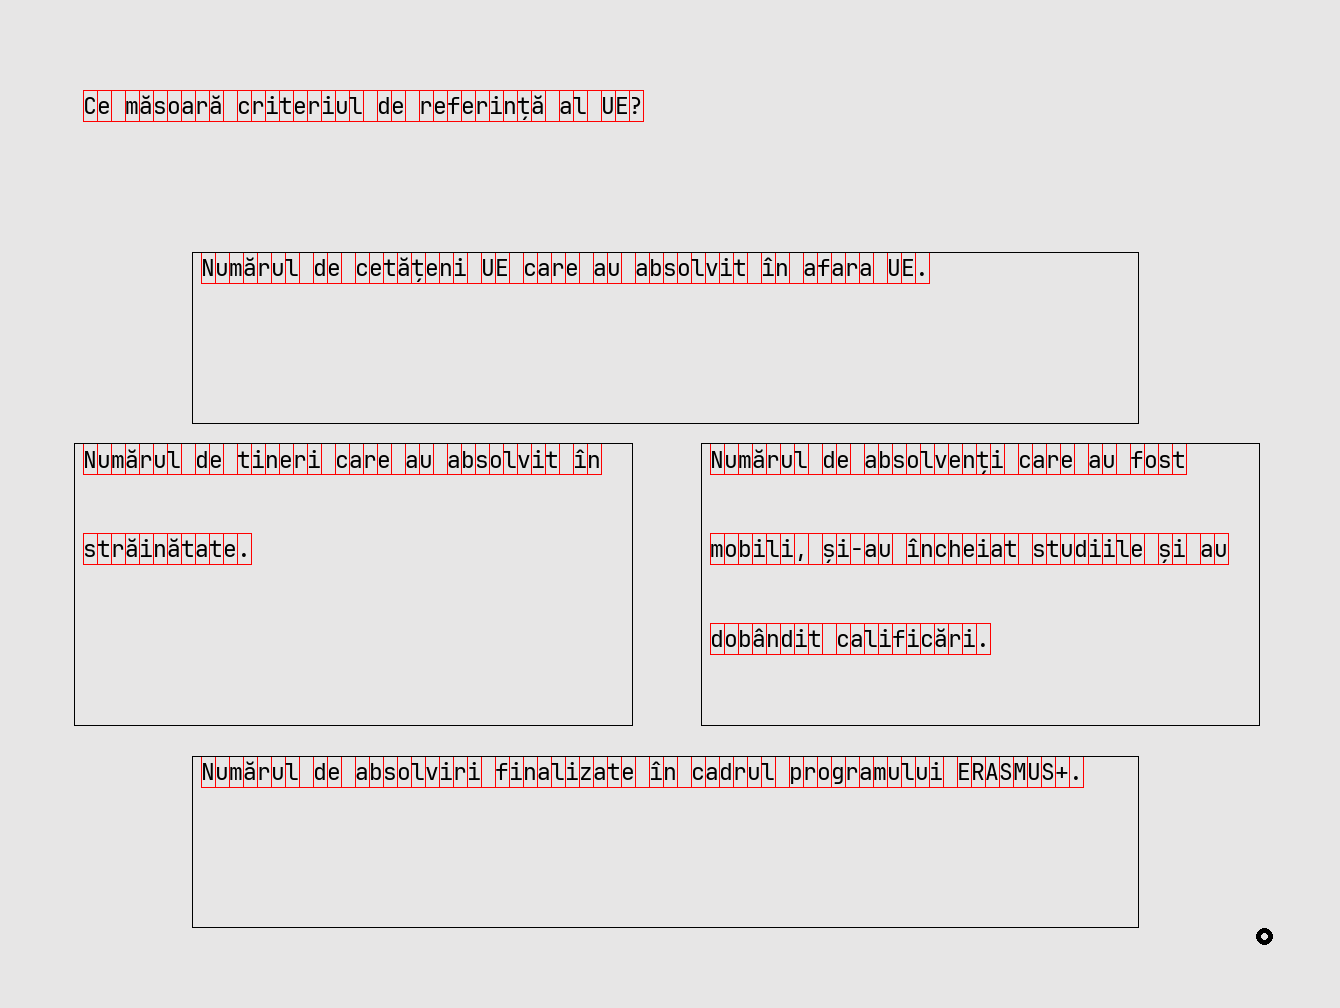 Ce măsoară criteriul de referință al UE?
Numărul de cetățeni UE care au absolvit în afara UE.
Numărul de tineri care au absolvit în
străinătate.
Numărul de absolvenți care au fost
mobili, și-au încheiat studiile și au
dobândit calificări.
Numărul de absolviri finalizate în cadrul programului ERASMUS+.